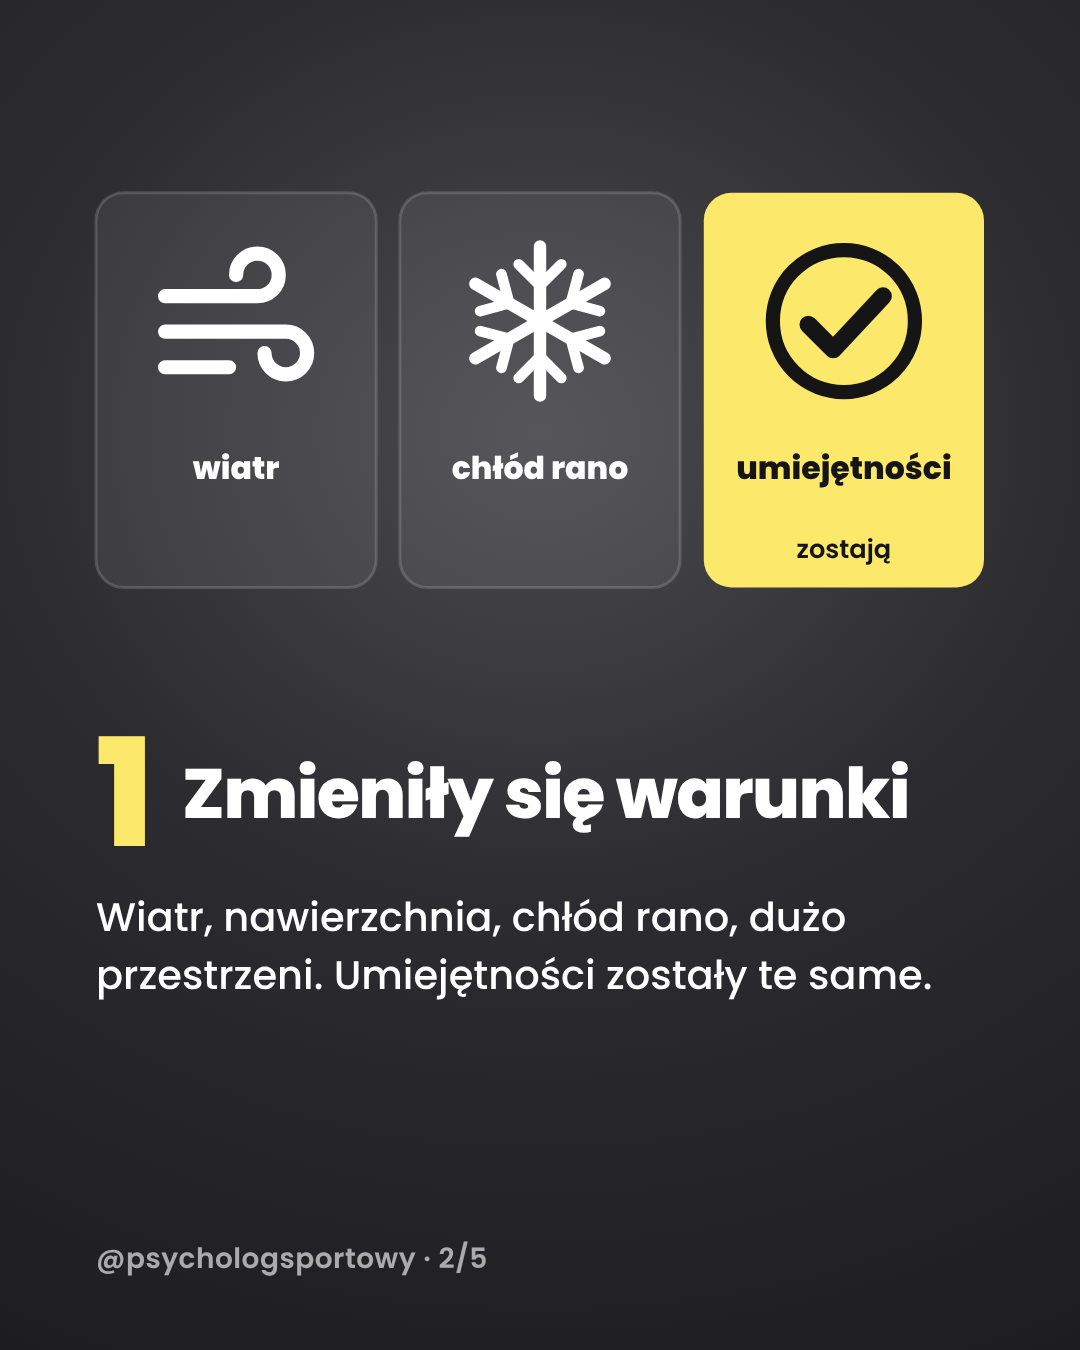 wiatr
chłód rano
umiejętności
zostają
1 Zmieniły się warunki
Wiatr, nawierzchnia, chłód rano, dużo
przestrzeni. Umiejętności zostały te same.
@psychologsportowy · 2/5